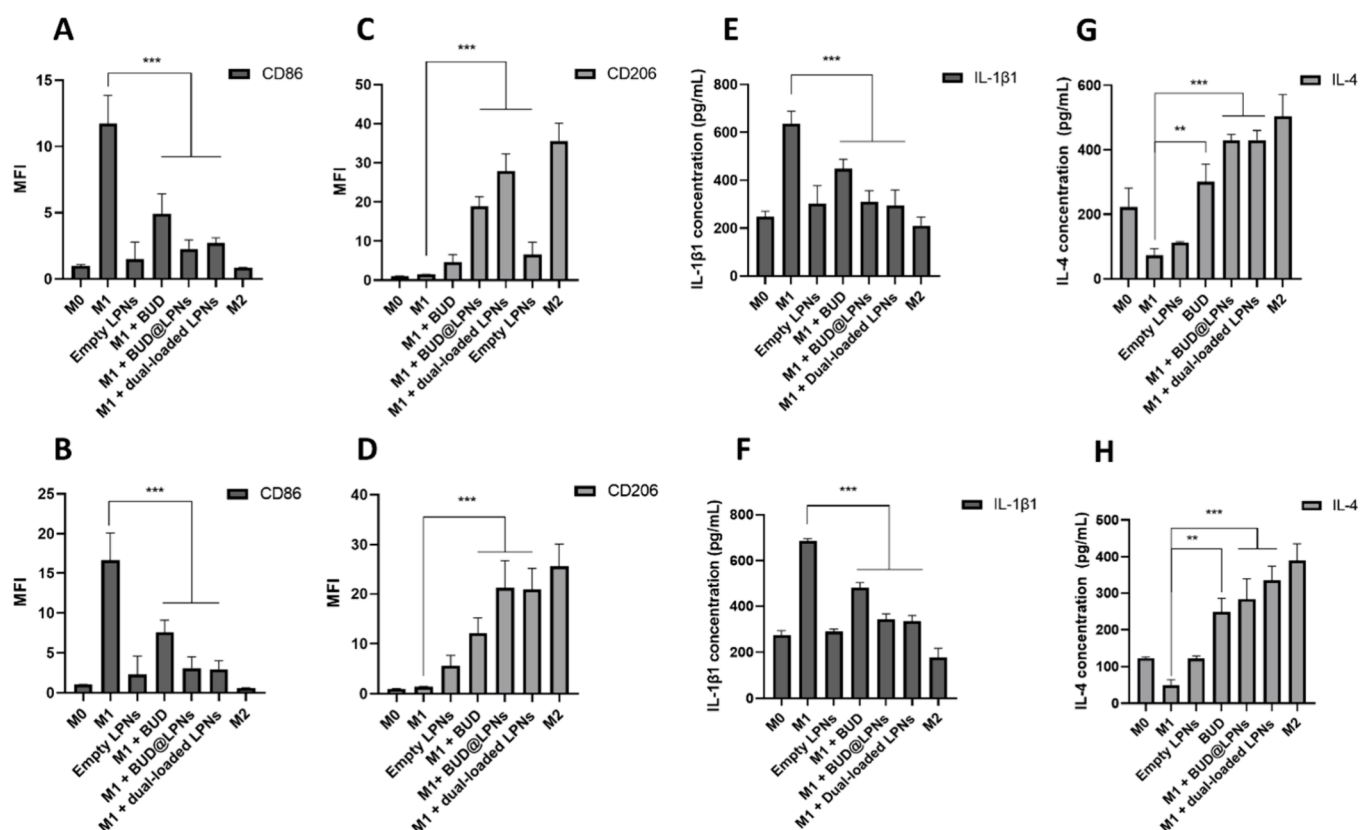 A
***
CD86
MFI
15
10
5
0
M0
M1
Empty LPNs
M1 + BUD
M1 + BUD@LPNs
M1 + dual-loaded LPNs
M2
C
***
CD206
MFI
50
40
30
20
10
0
M0
M1
M1 + BUD
M1 + BUD@LPNs
M1 + dual-loaded LPNs
Empty LPNs
M2
E
***
IL-1β1
IL-1β1 concentration (pg/mL)
800
600
400
200
0
M0
M1
Empty LPNs
M1 + BUD
M1 + BUD@LPNs
M1 + Dual-loaded LPNs
M2
G
***
**
IL-4
IL-4 concentration (pg/mL)
600
400
200
0
M0
M1
Empty LPNs
BUD
M1 + BUD@LPNs
M1 + dual-loaded LPNs
M2
B
***
CD86
MFI
25
20
15
10
5
0
M0
M1
Empty LPNs
M1 + BUD
M1 + BUD@LPNs
M1 + dual-loaded LPNs
M2
D
***
CD206
MFI
40
30
20
10
0
M0
M1
Empty LPNs
M1 + BUD
M1+ BUD@LPNs
M1 + dual-loaded LPNs
M2
F
***
IL-1β1
IL-1β1 concentration (pg/mL)
800
600
400
200
0
M0
M1
Empty LPNs
M1 + BUD
M1 + BUD@LPNs
M1 + Dual-loaded LPNs
M2
H
***
**
IL-4
IL-4 concentration (pg/mL)
600
500
400
300
200
100
0
M0
M1
Empty LPNs
BUD
M1 + BUD@LPNs
M1 + dual-loaded LPNs
M2